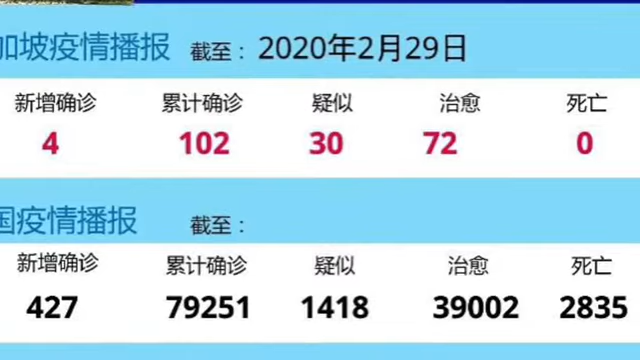 加坡疫情播报 截至： 2020年2月29日
新增确诊 累计确诊 疑似 治愈 死亡
4 102 30 72 0
国疫情播报 截至：
新增确诊 累计确诊 疑似 治愈 死亡
427 79251 1418 39002 2835